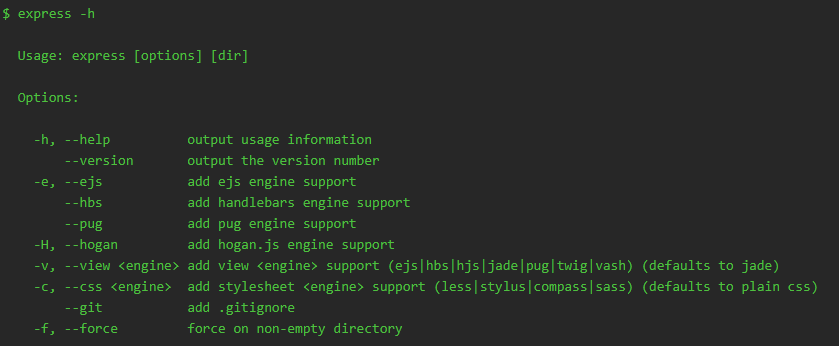 $ express -h
Usage: express [options] [dir]
Options:
-h, --help output usage information
--version output the version number
-e, --ejs add ejs engine support
--hbs add handlebars engine support
--pug add pug engine support
-H, --hogan add hogan.js engine support
-v, --view <engine> add view <engine> support (ejs|hbs|hjs|jade|pug|twig|vash) (defaults to jade)
-c, --css <engine> add stylesheet <engine> support (less|stylus|compass|sass) (defaults to plain css)
--git add .gitignore
-f, --force force on non-empty directory